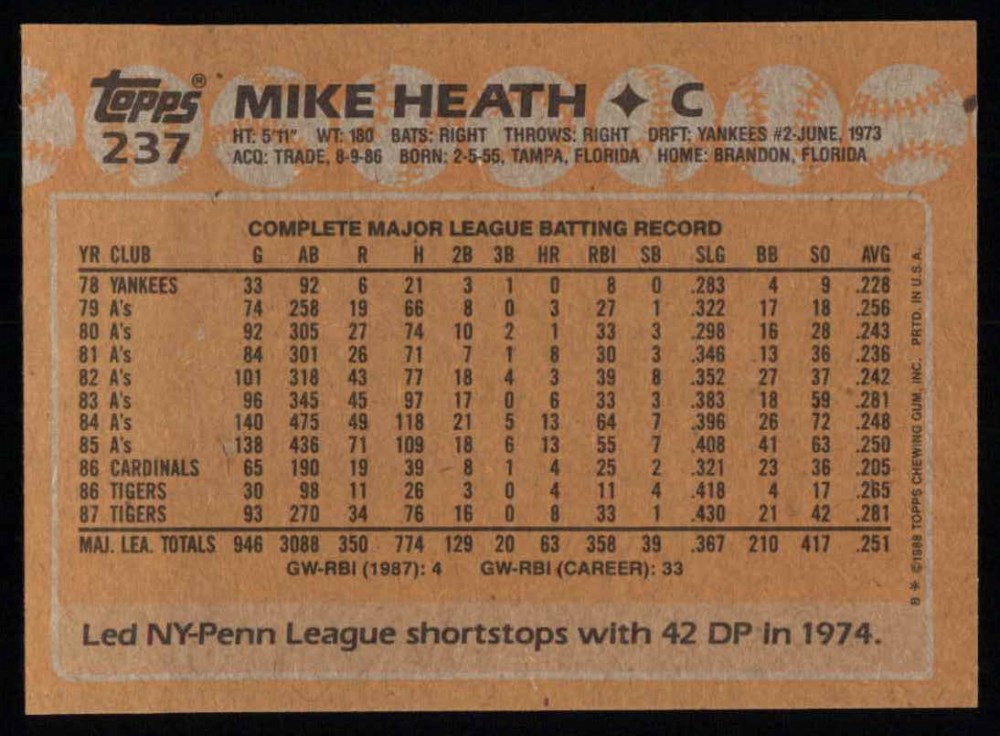 Topps® MIKE HEATH ✦ C
237 HT: 5'11" WT: 180 BATS: RIGHT THROWS: RIGHT DRFT: YANKEES #2-JUNE, 1973
ACQ: TRADE, 8-9-86 BORN: 2-5-55, TAMPA, FLORIDA HOME: BRANDON, FLORIDA
COMPLETE MAJOR LEAGUE BATTING RECORD
YR CLUB G AB R H 2B 3B HR RBI SB SLG BB SO AVG
78 YANKEES 33 92 6 21 3 1 0 8 0 .283 4 9 .228
79 A's 74 258 19 66 8 0 3 27 1 .322 17 18 .256
80 A's 92 305 27 74 10 2 1 33 3 .298 16 28 .243
81 A's 84 301 26 71 7 1 8 30 3 .346 13 36 .236
82 A's 101 318 43 77 18 4 3 39 8 .352 27 37 .242
83 A's 96 345 45 97 17 0 6 33 3 .383 18 59 .281
84 A's 140 475 49 118 21 5 13 64 7 .396 26 72 .248
85 A's 138 436 71 109 18 6 13 55 7 .408 41 63 .250
86 CARDINALS 65 190 19 39 8 1 4 25 2 .321 23 36 .205
86 TIGERS 30 98 11 26 3 0 4 11 4 .418 4 17 .265
87 TIGERS 93 270 34 76 16 0 8 33 1 .430 21 42 .281
MAJ. LEA. TOTALS 946 3088 350 774 129 20 63 358 39 .367 210 417 .251
GW-RBI (1987): 4 GW-RBI (CAREER): 33
Led NY-Penn League shortstops with 42 DP in 1974.
B * ©1988 TOPPS CHEWING GUM, INC. PRTD. IN U.S.A.